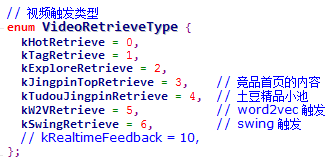 // 视频触发类型
enum VideoRetrieveType {
kHotRetrieve = 0,
kTagRetrieve = 1,
kExploreRetrieve = 2,
kJingpinTopRetrieve = 3, // 竟品首页的内容
kTudouJingpinRetrieve = 4, // 土豆精品小池
kW2VRetrieve = 5, // word2vec 触发
kSwingRetrieve = 6, // swing 触发
// kRealtimeFeedback = 10,
};